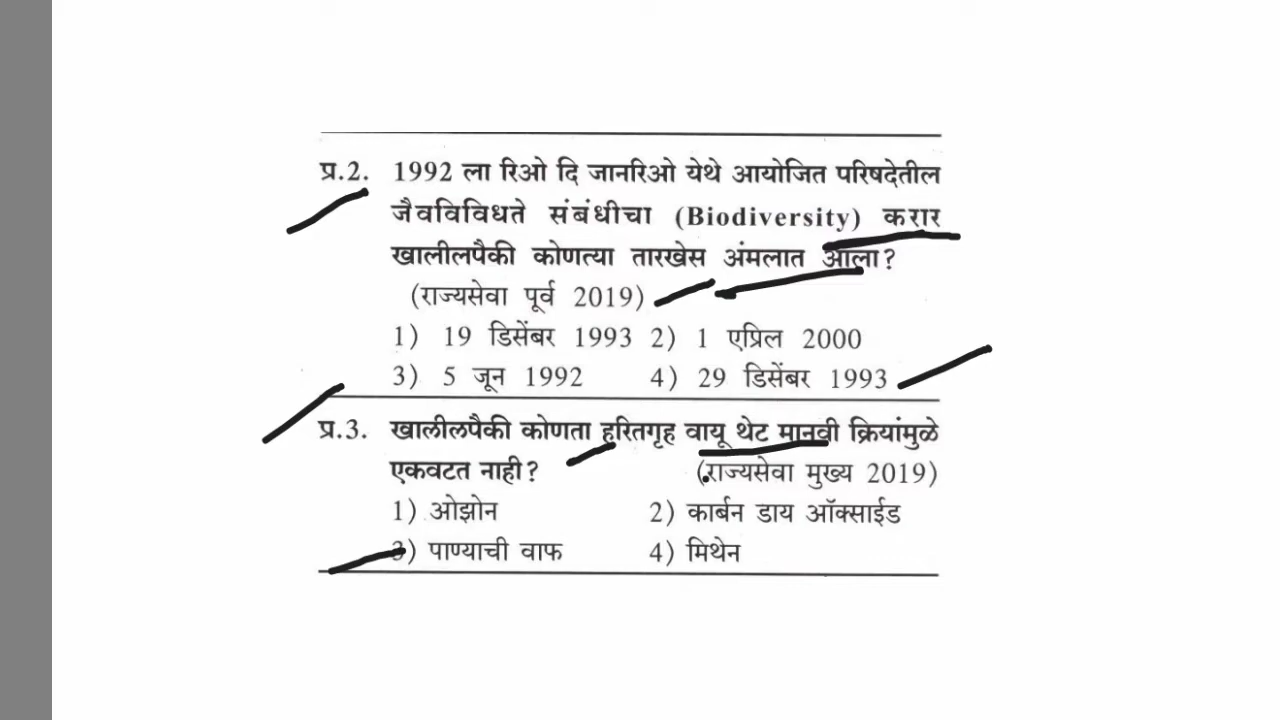 प्र.2. 1992 ला रिओ दि जानरिओ येथे आयोजित परिषदेतील
जैवविविधते संबंधीचा (Biodiversity) करार
खालीलपैकी कोणत्या तारखेस अंमलात आला?
(राज्यसेवा पूर्व 2019)
1) 19 डिसेंबर 1993 2) 1 एप्रिल 2000
3) 5 जून 1992 4) 29 डिसेंबर 1993
प्र.3. खालीलपैकी कोणता हरितगृह वायू थेट मानवी क्रियांमुळे
एकवटत नाही? (राज्यसेवा मुख्य 2019)
1) ओझोन 2) कार्बन डाय ऑक्साईड
3) पाण्याची वाफ 4) मिथेन